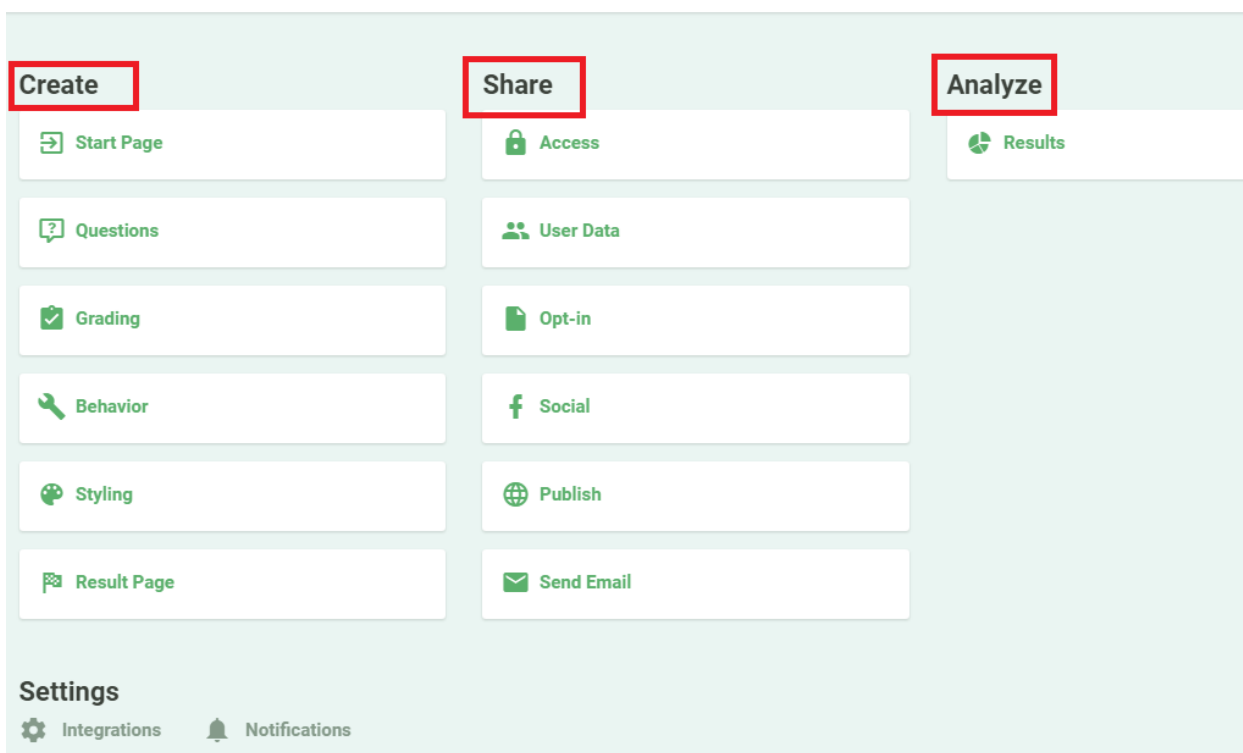 Create
Start Page
Questions
Grading
Behavior
Styling
Result Page
Share
Access
User Data
Opt-in
Social
Publish
Send Email
Analyze
Results
Settings
Integrations
Notifications